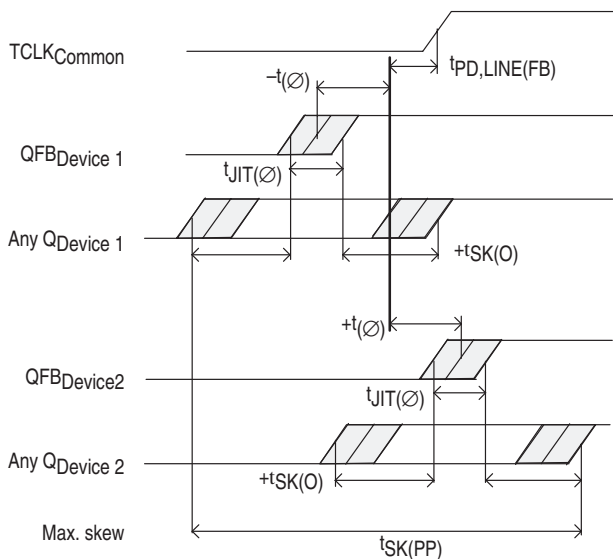 TCLKCommon
tPD,LINE(FB)
–t(∅)
QFBDevice 1
tJIT(∅)
Any QDevice 1
+tSK(O)
+t(∅)
QFBDevice2
tJIT(∅)
Any QDevice 2
+tSK(O)
Max. skew
tSK(PP)